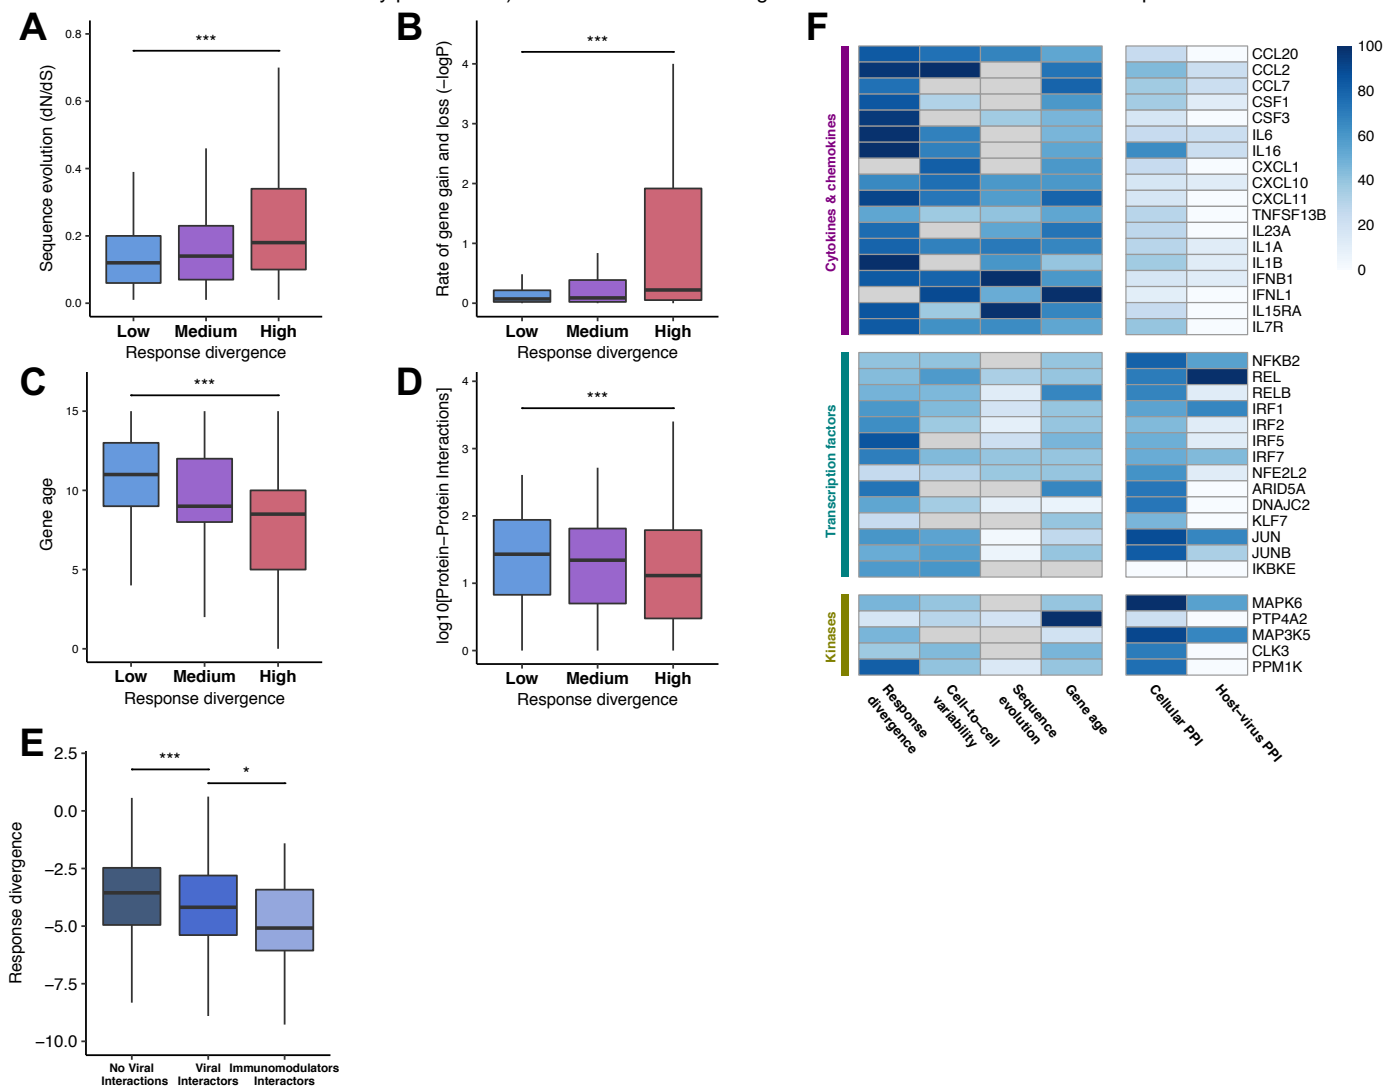 A
0.8
0.6
0.4
0.2
0.0
Sequence evolution (dN/dS)
***
Low Medium High
Response divergence
B
4
3
2
1
0
Rate of gene gain and loss (−logP)
***
Low Medium High
Response divergence
C
15
10
5
0
Gene age
***
Low Medium High
Response divergence
D
4
3
2
1
0
log10[Protein−Protein Interactions]
***
Low Medium High
Response divergence
E
2.5
0.0
−2.5
−5.0
−7.5
−10.0
Response divergence
***
*
No Viral
Interactions
Viral
Interactors
Immunomodulators
Interactors
F
Cytokines & chemokines
CCL20
CCL2
CCL7
CSF1
CSF3
IL6
IL16
CXCL1
CXCL10
CXCL11
TNFSF13B
IL23A
IL1A
IL1B
IFNB1
IFNL1
IL15RA
IL7R
Transcription factors
NFKB2
REL
RELB
IRF1
IRF2
IRF5
IRF7
NFE2L2
ARID5A
DNAJC2
KLF7
JUN
JUNB
IKBKE
Kinases
MAPK6
PTP4A2
MAP3K5
CLK3
PPM1K
Response
divergence
Cell−to−cell
variability
Sequence
evolution
Gene age
Cellular PPI
Host−virus PPI
100
80
60
40
20
0